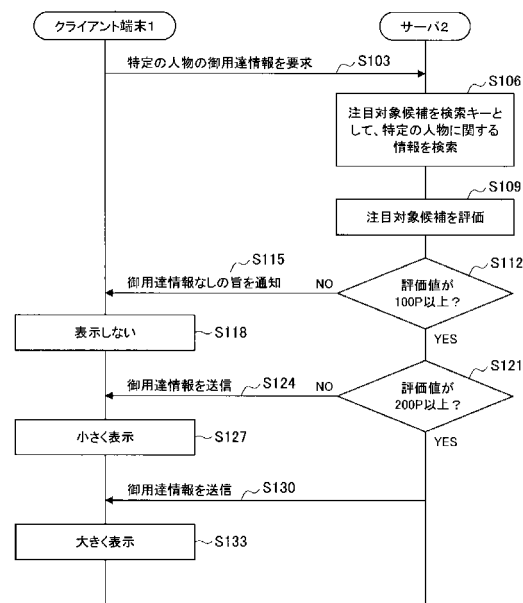 クライアント端末1
サーバ2
特定の人物の御用達情報を要求
S103
S106
注目対象候補を検索キーと
して、特定の人物に関する
情報を検索
S109
注目対象候補を評価
S115
御用達情報なしの旨を通知
NO
S112
評価値が
100P以上?
YES
表示しない
S118
S121
御用達情報を送信
S124
NO
評価値が
200P以上?
YES
小さく表示
S127
御用達情報を送信
S130
大きく表示
S133